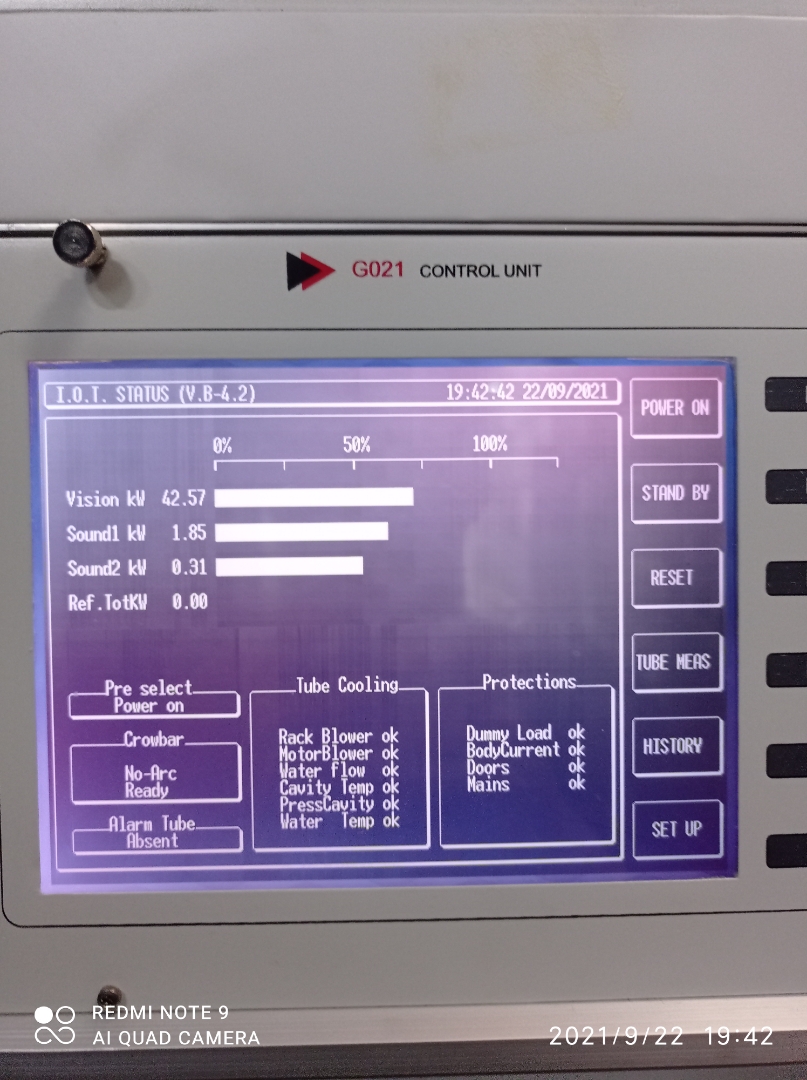 G021 CONTROL UNIT
I.O.T. STATUS (V.B-4.2) 19:42:42 22/09/2021
0% 50% 100%
Vision kW 42.57
Sound1 kW 1.85
Sound2 kW 0.31
Ref.TotKW 0.00
Pre select
Power on
Crowbar
No-Arc
Ready
Alarm Tube
Absent
Tube Cooling
Rack Blower ok
MotorBlower ok
Water flow ok
Cavity Temp ok
PressCavity ok
Water Temp ok
Protections
Dummy Load ok
BodyCurrent ok
Doors ok
Mains ok
POWER ON
STAND BY
RESET
TUBE MEAS
HISTORY
SET UP
REDMI NOTE 9
AI QUAD CAMERA
2021/9/22 19:42